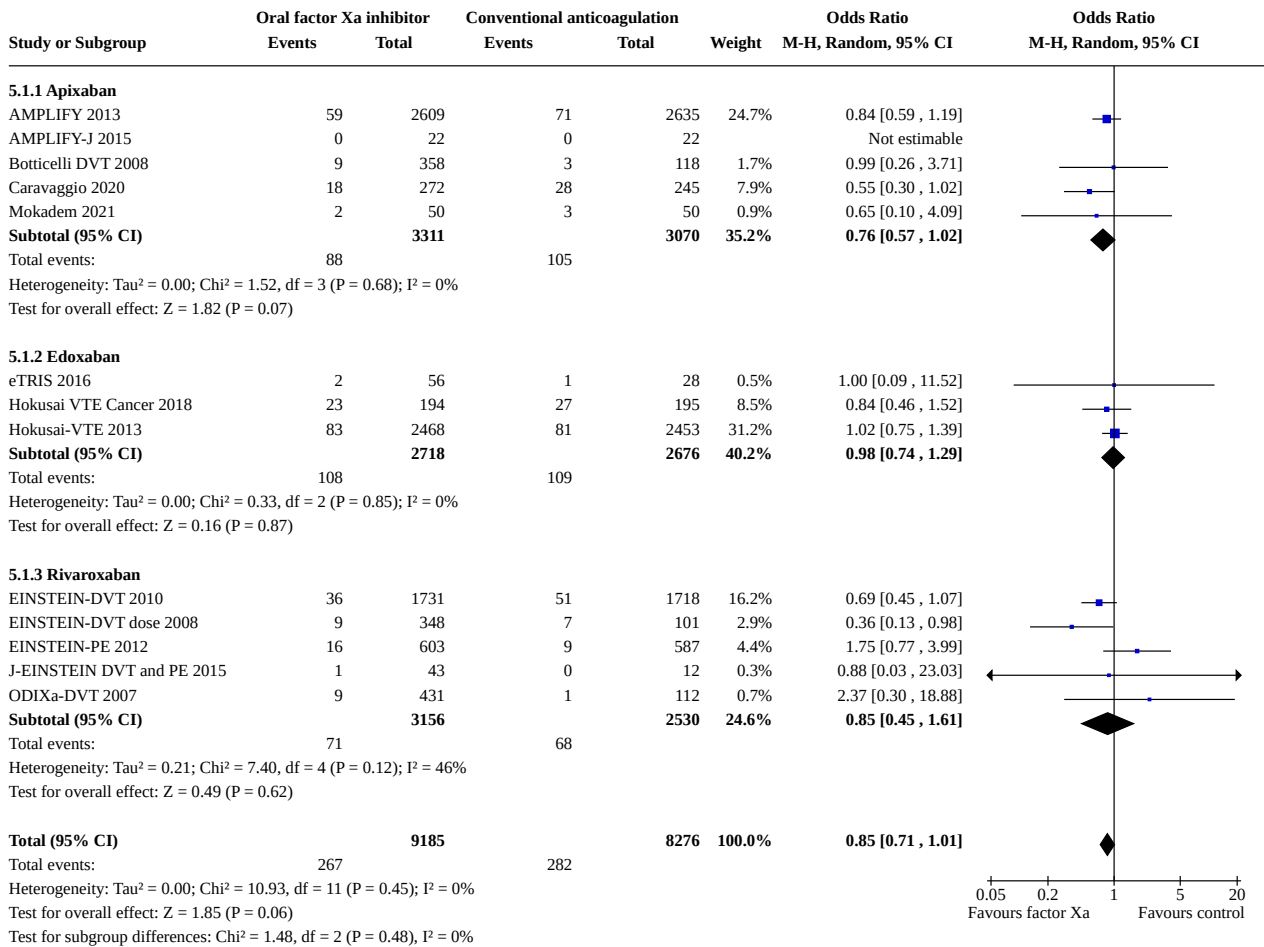 Oral factor Xa inhibitor Conventional anticoagulation Odds Ratio Odds Ratio
Study or Subgroup Events Total Events Total Weight M-H, Random, 95% CI M-H, Random, 95% CI
5.1.1 Apixaban
AMPLIFY 2013 59 2609 71 2635 24.7% 0.84 [0.59 , 1.19]
AMPLIFY-J 2015 0 22 0 22 Not estimable
Botticelli DVT 2008 9 358 3 118 1.7% 0.99 [0.26 , 3.71]
Caravaggio 2020 18 272 28 245 7.9% 0.55 [0.30 , 1.02]
Mokadem 2021 2 50 3 50 0.9% 0.65 [0.10 , 4.09]
Subtotal (95% CI) 3311 3070 35.2% 0.76 [0.57 , 1.02]
Total events: 88 105
Heterogeneity: Tau² = 0.00; Chi² = 1.52, df = 3 (P = 0.68); I² = 0%
Test for overall effect: Z = 1.82 (P = 0.07)
5.1.2 Edoxaban
eTRIS 2016 2 56 1 28 0.5% 1.00 [0.09 , 11.52]
Hokusai VTE Cancer 2018 23 194 27 195 8.5% 0.84 [0.46 , 1.52]
Hokusai-VTE 2013 83 2468 81 2453 31.2% 1.02 [0.75 , 1.39]
Subtotal (95% CI) 2718 2676 40.2% 0.98 [0.74 , 1.29]
Total events: 108 109
Heterogeneity: Tau² = 0.00; Chi² = 0.33, df = 2 (P = 0.85); I² = 0%
Test for overall effect: Z = 0.16 (P = 0.87)
5.1.3 Rivaroxaban
EINSTEIN-DVT 2010 36 1731 51 1718 16.2% 0.69 [0.45 , 1.07]
EINSTEIN-DVT dose 2008 9 348 7 101 2.9% 0.36 [0.13 , 0.98]
EINSTEIN-PE 2012 16 603 9 587 4.4% 1.75 [0.77 , 3.99]
J-EINSTEIN DVT and PE 2015 1 43 0 12 0.3% 0.88 [0.03 , 23.03]
ODIXa-DVT 2007 9 431 1 112 0.7% 2.37 [0.30 , 18.88]
Subtotal (95% CI) 3156 2530 24.6% 0.85 [0.45 , 1.61]
Total events: 71 68
Heterogeneity: Tau² = 0.21; Chi² = 7.40, df = 4 (P = 0.12); I² = 46%
Test for overall effect: Z = 0.49 (P = 0.62)
Total (95% CI) 9185 8276 100.0% 0.85 [0.71 , 1.01]
Total events: 267 282
Heterogeneity: Tau² = 0.00; Chi² = 10.93, df = 11 (P = 0.45); I² = 0%
0.05 0.2 1 5 20
Test for overall effect: Z = 1.85 (P = 0.06) Favours factor Xa Favours control
Test for subgroup differences: Chi² = 1.48, df = 2 (P = 0.48), I² = 0%